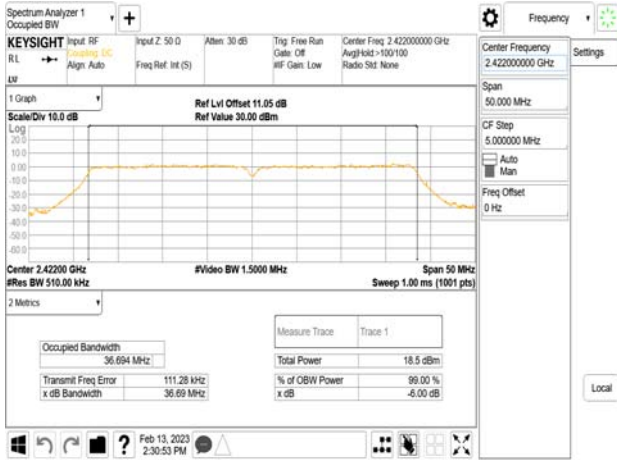 Spectrum Analyzer 1
Occupied BW
Frequency
KEYSIGHT
Input: RF
Coupling: DC
Align: Auto
RL
Input Z: 50 Ω
Freq Ref: Int (S)
Atten: 30 dB
Trig: Free Run
Gate: Off
#IF Gain: Low
Center Freq: 2.422000000 GHz
Avg|Hold:>100/100
Radio Std: None
Center Frequency
2.422000000 GHz
Settings
Span
50.000 MHz
CF Step
5.000000 MHz
Auto
Man
Freq Offset
0 Hz
1 Graph
Scale/Div 10.0 dB
Ref Lvl Offset 11.05 dB
Ref Value 30.00 dBm
Log
20.0
10.0
0.00
-10.0
-20.0
-30.0
-40.0
-50.0
-60.0
Center 2.42200 GHz
#Res BW 510.00 kHz
#Video BW 1.5000 MHz
Span 50 MHz
Sweep 1.00 ms (1001 pts)
2 Metrics
Measure Trace
Trace 1
Occupied Bandwidth
36.694 MHz
Total Power
18.5 dBm
Transmit Freq Error
111.28 kHz
% of OBW Power
99.00 %
x dB Bandwidth
36.69 MHz
x dB
-6.00 dB
Local
Feb 13, 2023
2:30:53 PM